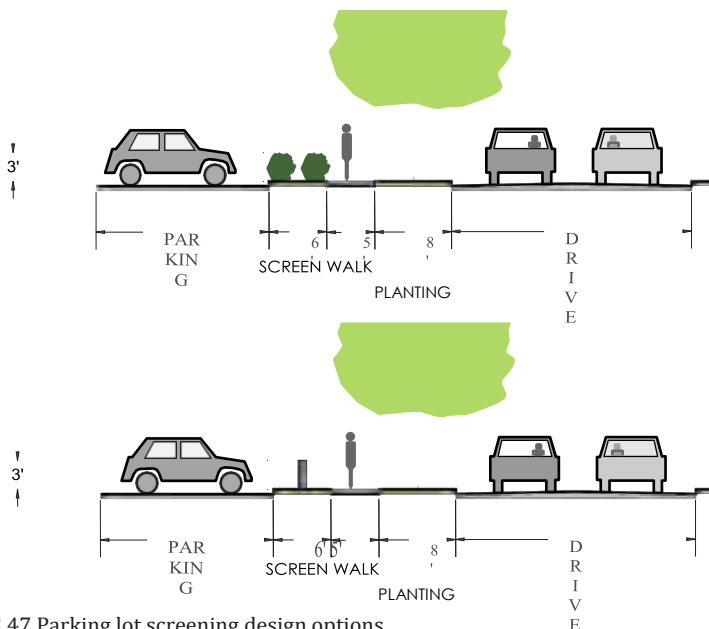 3'
PAR
KIN
G
6'
5'
8'
D
R
I
V
E
SCREEN WALK
PLANTING
3'
PAR
KIN
G
6'
5'
8'
D
R
I
V
E
SCREEN WALK
PLANTING
47 Parking lot screening design options